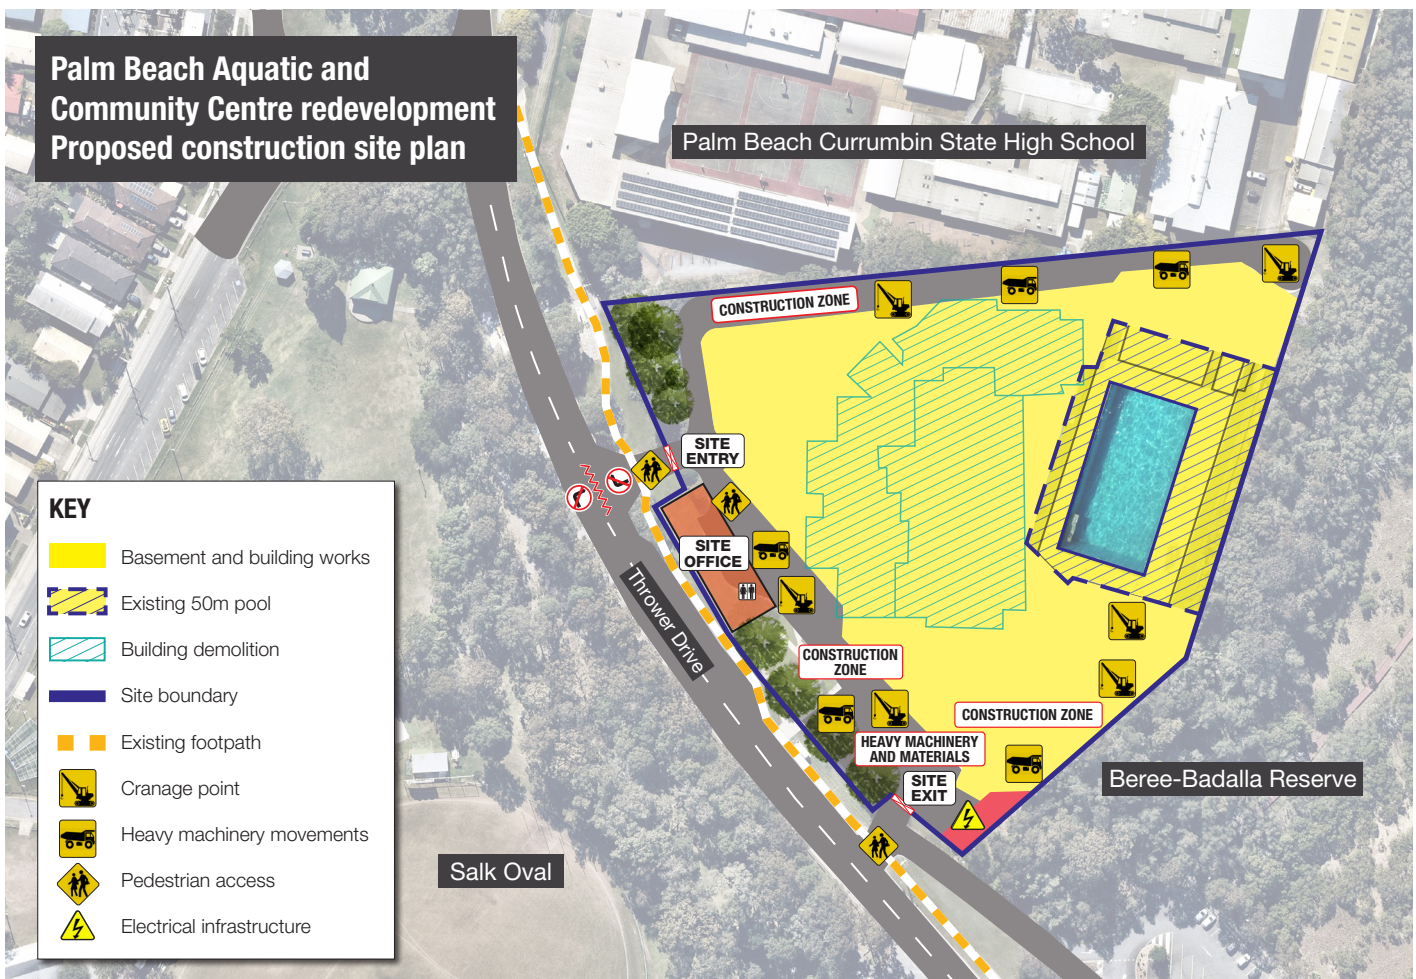 Palm Beach Aquatic and
Community Centre redevelopment
Proposed construction site plan
Palm Beach Currumbin State High School
CONSTRUCTION ZONE
SITE
ENTRY
SITE
OFFICE
Thrower Drive
CONSTRUCTION
ZONE
CONSTRUCTION ZONE
HEAVY MACHINERY
AND MATERIALS
SITE
EXIT
Beree-Badalla Reserve
Salk Oval
KEY
Basement and building works
Existing 50m pool
Building demolition
Site boundary
Existing footpath
Cranage point
Heavy machinery movements
Pedestrian access
Electrical infrastructure